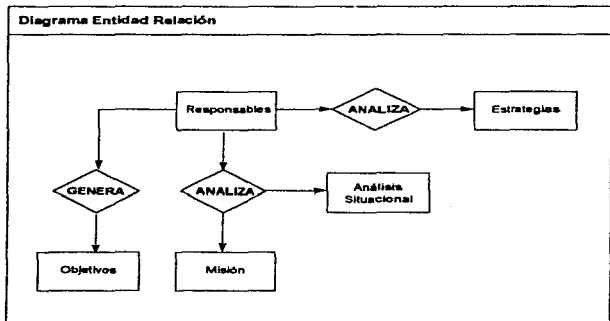 Diagrama Entidad Relación
Responsables
ANALIZA
Estrategias
GENERA
ANALIZA
Análisis
Situacional
Objetivos
Misión